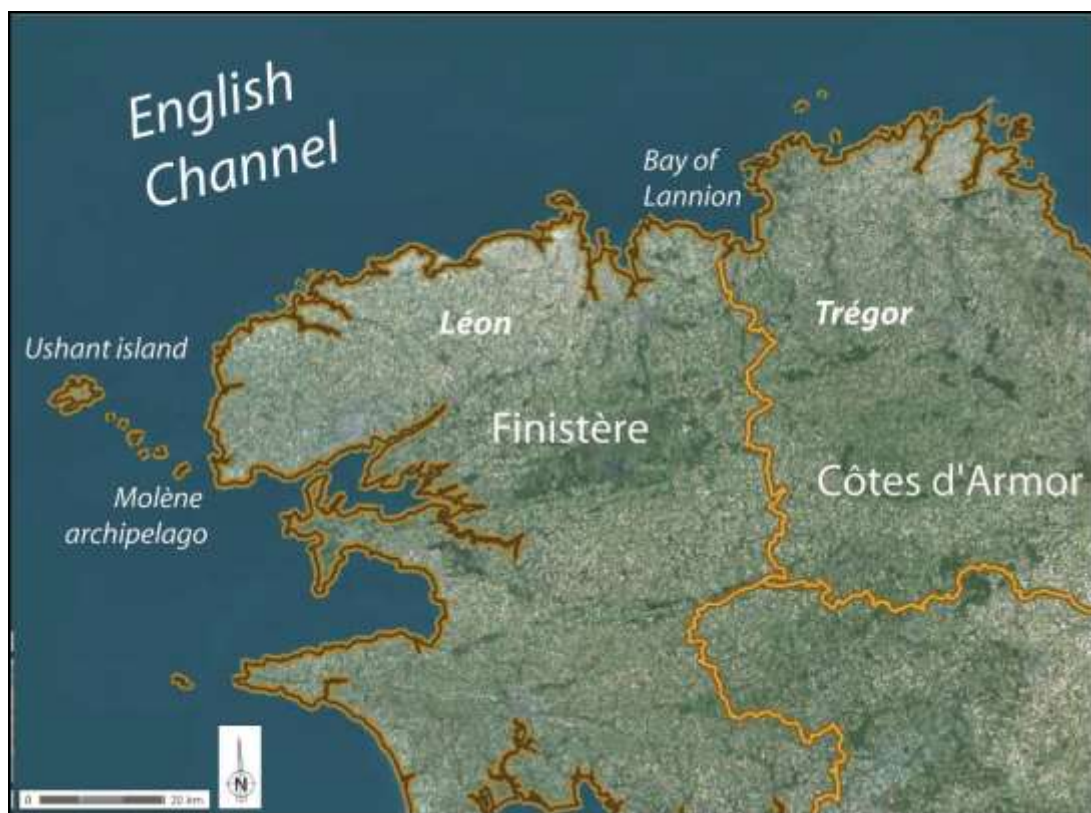 English
Channel
Bay of
Lannion
Léon
Trégor
Ushant island
Finistère
Côtes d'Armor
Molène
archipelago
N
0 20 km